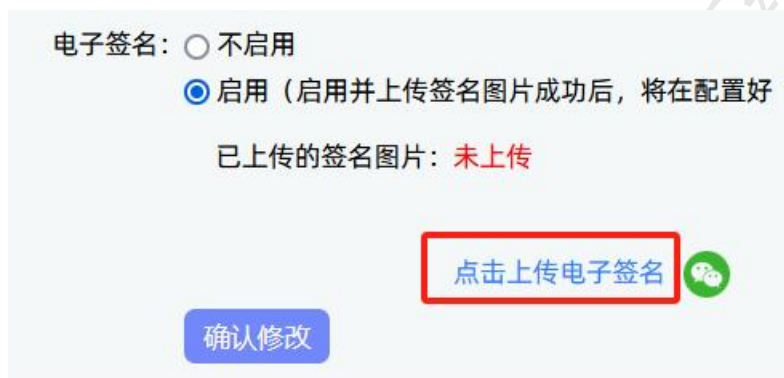 电子签名：不启用
启用（启用并上传签名图片成功后，将在配置好
已上传的签名图片：未上传
点击上传电子签名
确认修改